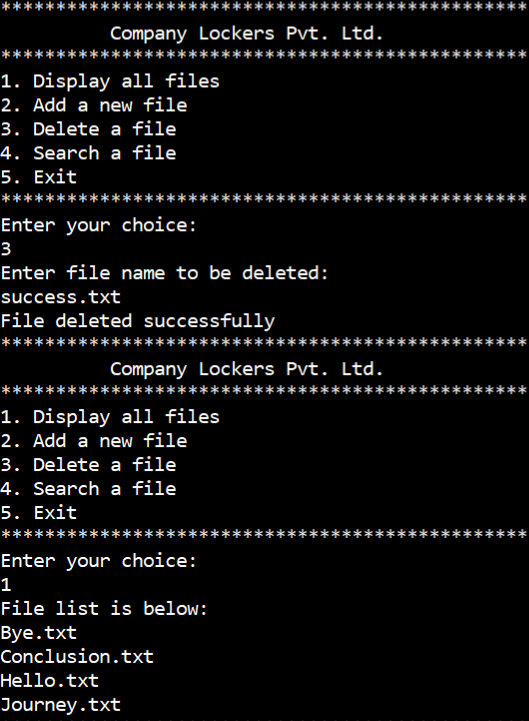 ************************************************
Company Lockers Pvt. Ltd.
************************************************
1. Display all files
2. Add a new file
3. Delete a file
4. Search a file
5. Exit
************************************************
Enter your choice:
3
Enter file name to be deleted:
success.txt
File deleted successfully
************************************************
Company Lockers Pvt. Ltd.
************************************************
1. Display all files
2. Add a new file
3. Delete a file
4. Search a file
5. Exit
************************************************
Enter your choice:
1
File list is below:
Bye.txt
Conclusion.txt
Hello.txt
Journey.txt